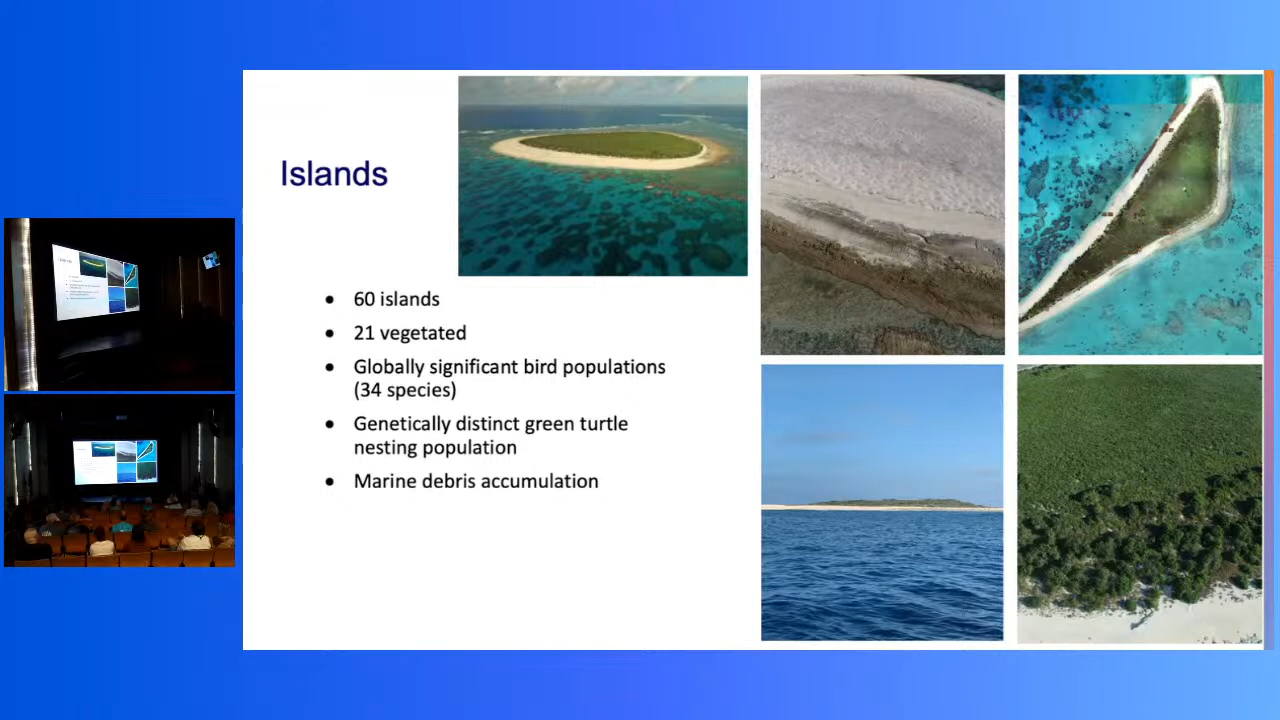 Islands
60 islands
21 vegetated
Globally significant bird populations
(34 species)
Genetically distinct green turtle
nesting population
Marine debris accumulation